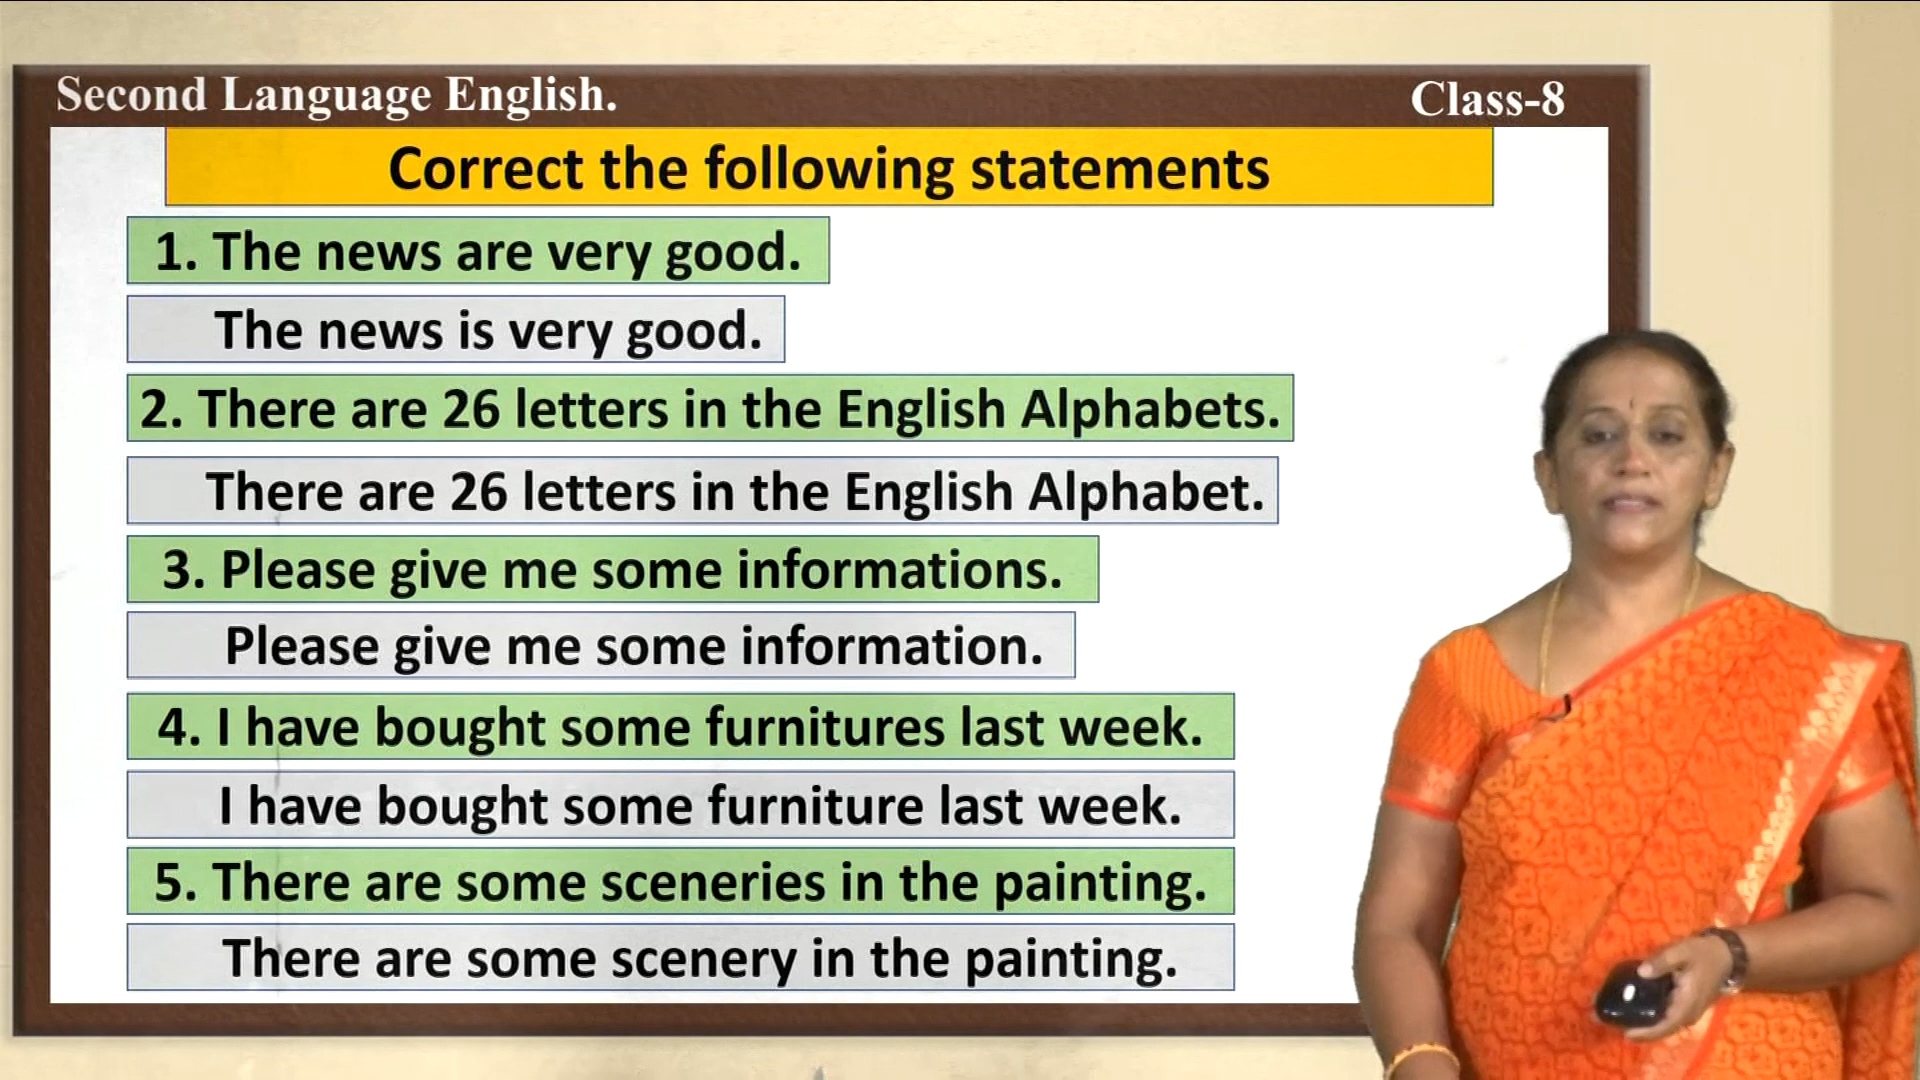 Second Language English.
Class-8
Correct the following statements
1. The news are very good.
The news is very good.
2. There are 26 letters in the English Alphabets.
There are 26 letters in the English Alphabet.
3. Please give me some informations.
Please give me some information.
4. I have bought some furnitures last week.
I have bought some furniture last week.
5. There are some sceneries in the painting.
There are some scenery in the painting.